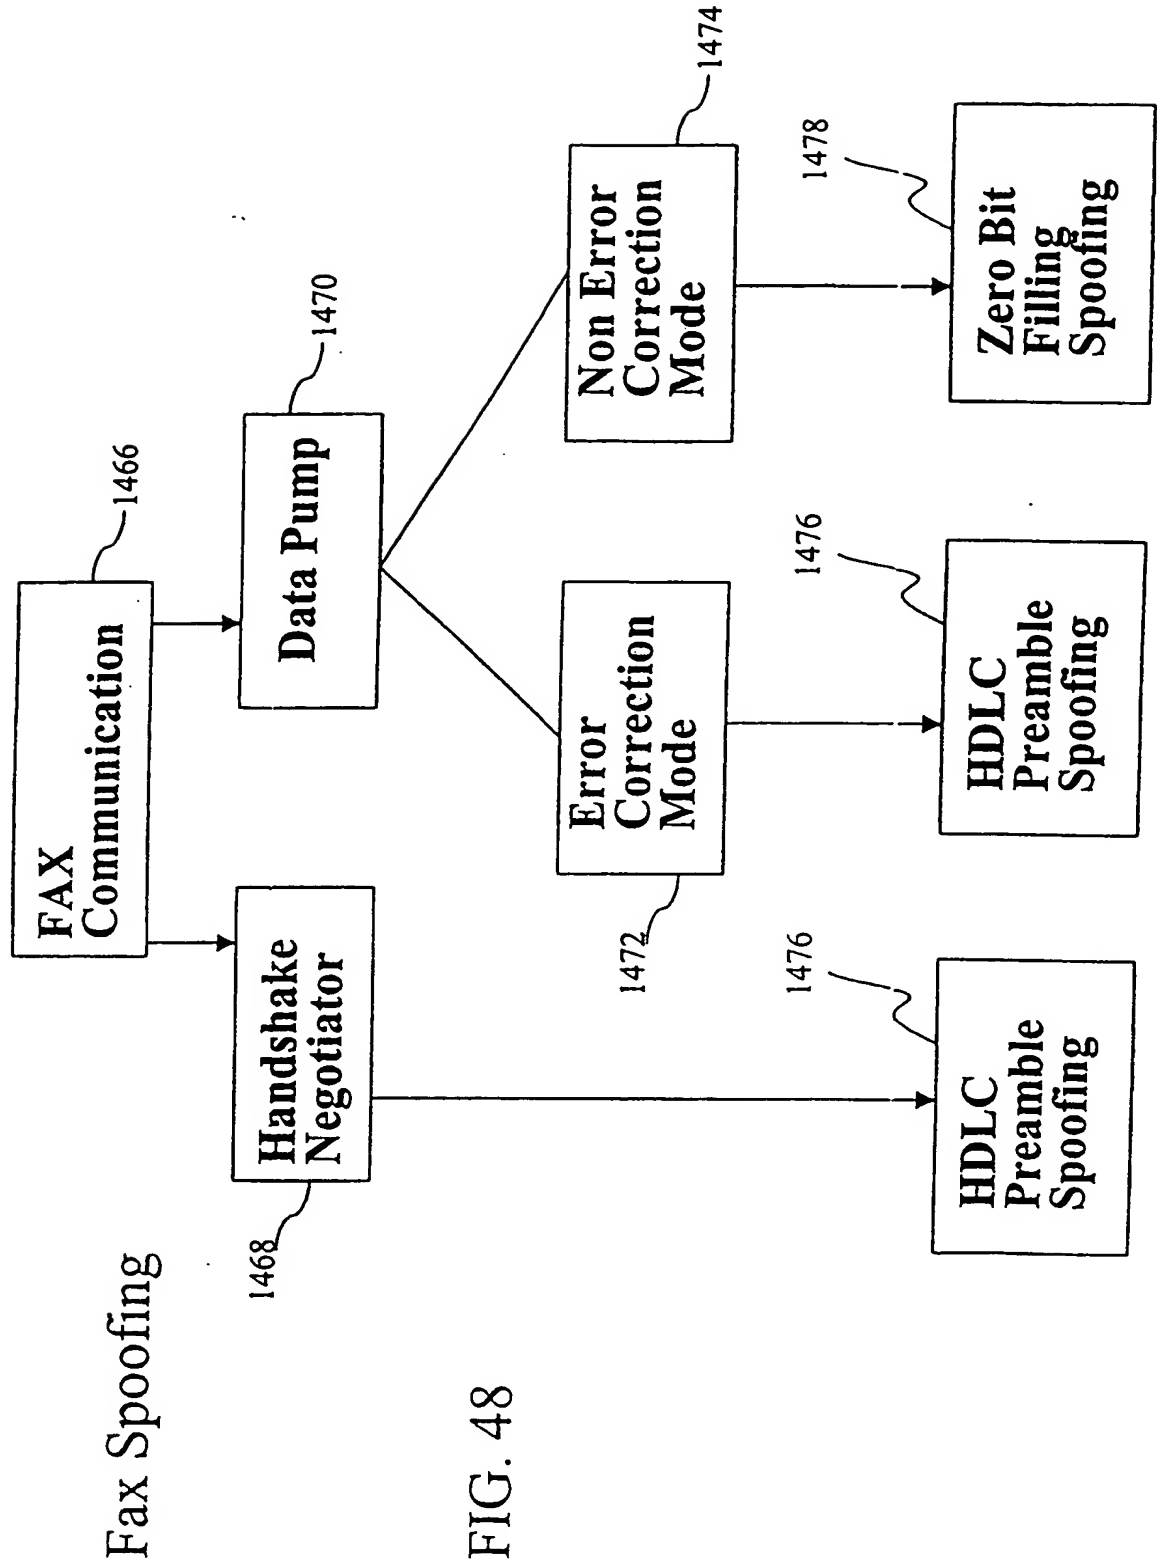 Fax Spoofing
FAX
Communication
1466
Handshake
Negotiator
1468
Data Pump
1470
Error
Correction
Mode
1472
Non Error
Correction
Mode
1474
HDLC
Preamble
Spoofing
1476
HDLC
Preamble
Spoofing
1476
Zero Bit
Filling
Spoofing
1478
FIG. 48